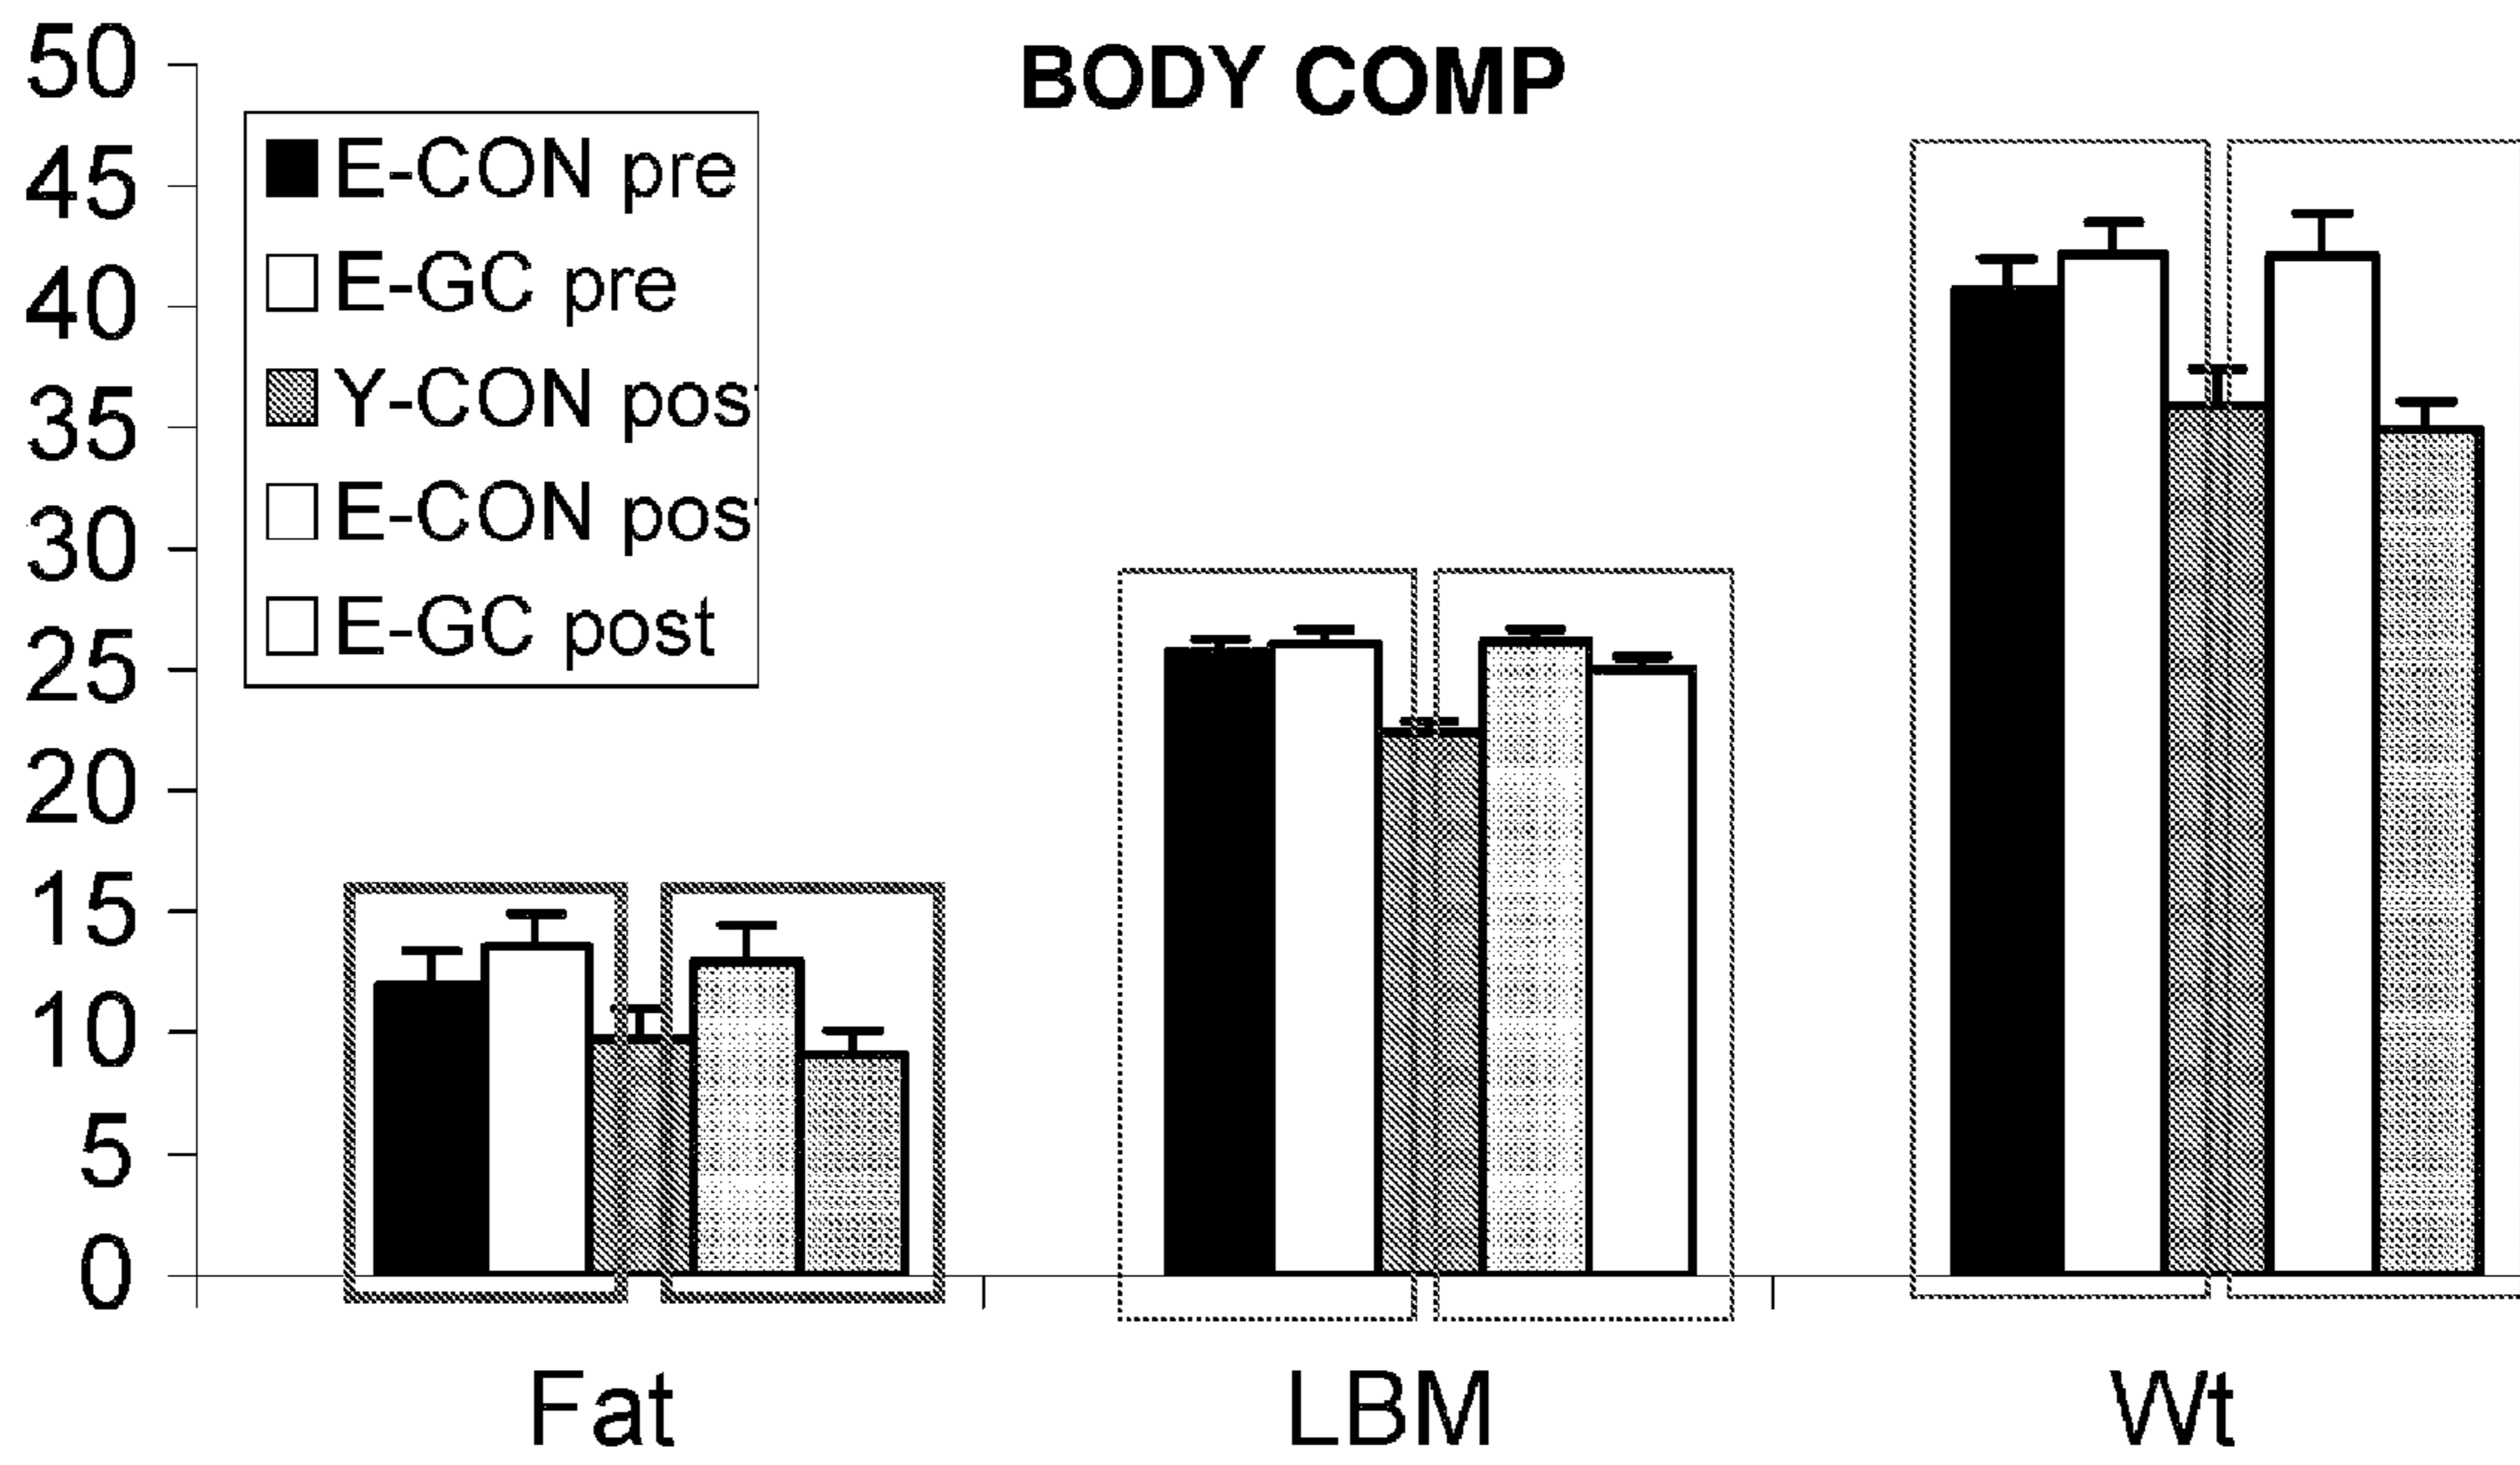 BODY COMP
50
45
40
35
30
25
20
15
10
5
0
E-CON pre
E-GC pre
Y-CON pos
E-CON pos
E-GC post
Fat
LBM
Wt